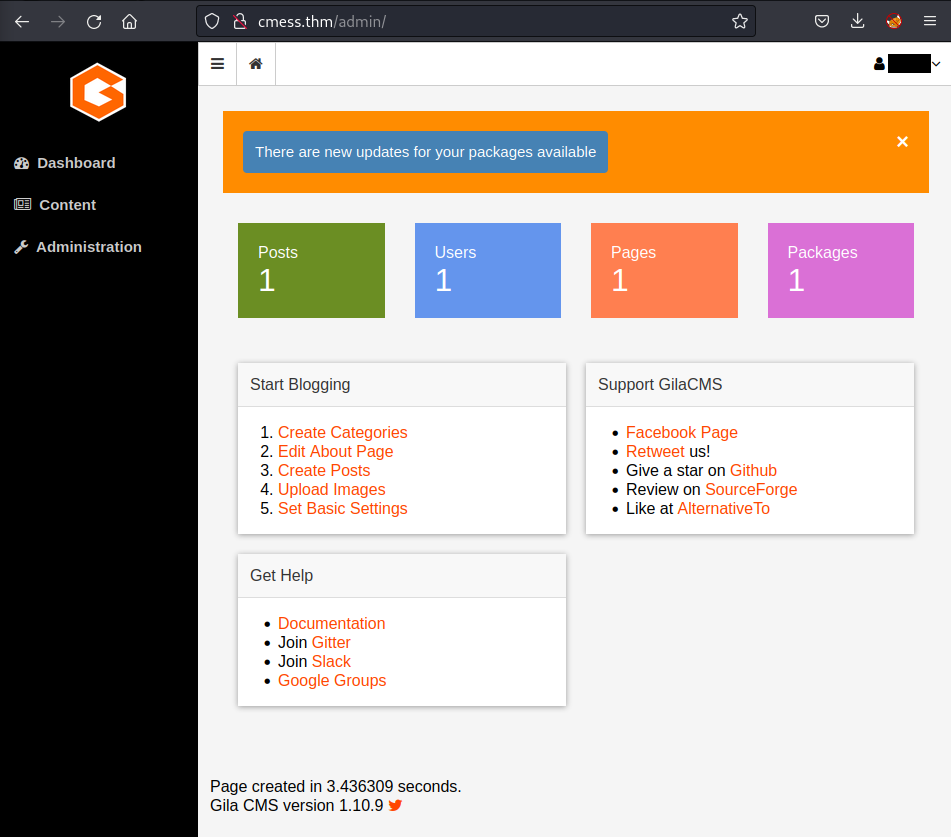 cmess.thm/admin/
Dashboard
Content
Administration
There are new updates for your packages available
×
Posts
1
Users
1
Pages
1
Packages
1
Start Blogging
1. Create Categories
2. Edit About Page
3. Create Posts
4. Upload Images
5. Set Basic Settings
Support GilaCMS
• Facebook Page
• Retweet us!
• Give a star on Github
• Review on SourceForge
• Like at AlternativeTo
Get Help
• Documentation
• Join Gitter
• Join Slack
• Google Groups
Page created in 3.436309 seconds.
Gila CMS version 1.10.9